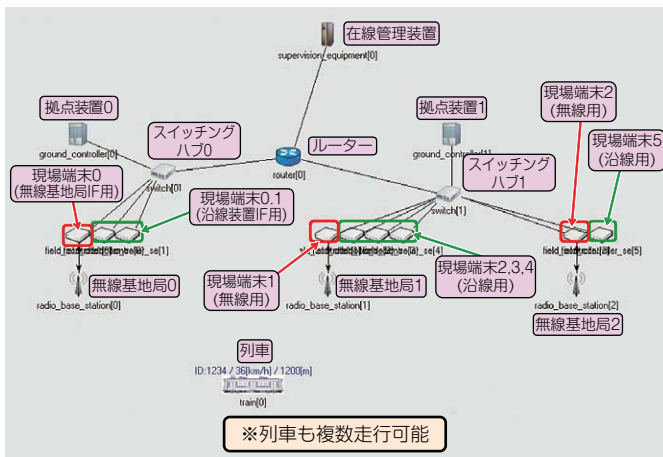 在線管理装置
supervision_equipment[0]
拠点装置0
ground_controller[0]
スイッチング
ハブ0
switch[0]
ルーター
router[0]
拠点装置1
ground_controller[1]
スイッチング
ハブ1
switch[1]
現場端末2
(無線用)
現場端末5
(沿線用)
現場端末0
(無線基地局IF用)
現場端末0.1
(沿線装置IF用)
無線基地局0
radio_base_station[0]
現場端末1
(無線用)
無線基地局1
radio_base_station[1]
現場端末2,3,4
(沿線用)
radio_base_station[2]
無線基地局2
列車
ID:1234 / 36[km/h] / 1200[m]
train[0]
※列車も複数走行可能